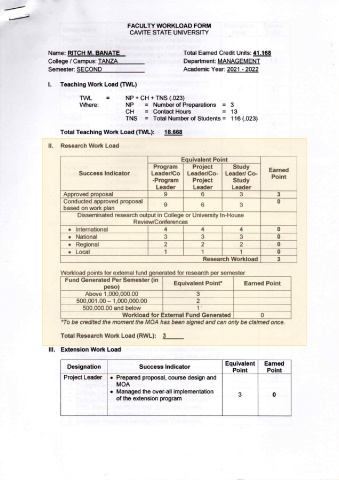 FACULTY WORKLOAD FORM
CAVITE STATE UNIVERSITY
Name: RITCH M. BANATE Total Earned Credit Units: 41.168
College / Campus: TANZA Department: MANAGEMENT
Semester: SECOND Academic Year: 2021 - 2022
I. Teaching Work Load (TWL)
TWL = NP + CH + TNS (.023)
Where: NP = Number of Preparations = 3
CH = Contact Hours = 13
TNS = Total Number of Students = 116 (.023)
Total Teaching Work Load (TWL): 18.668
II. Research Work Load
Success Indicator Equivalent Point Earned Point
Program Leader/Co-Program Leader Project Leader/Co-Project Leader Study Leader/ Co-Study Leader
Approved proposal 9 6 3 3
Conducted approved proposal based on work plan 9 6 3 0
Disseminated research output in College or University In-House Review/Conferences
• International 4 4 4 0
• National 3 3 3 0
• Regional 2 2 2 0
• Local 1 1 1 0
Research Workload 3
Workload points for external fund generated for research per semester
Fund Generated Per Semester (in peso) Equivalent Point* Earned Point
Above 1,000,000.00 3
500,001.00 – 1,000,000.00 2
500,000.00 and below 1
Workload for External Fund Generated 0
*To be credited the moment the MOA has been signed and can only be claimed once.
Total Research Work Load (RWL): 3
III. Extension Work Load
Designation Success Indicator Equivalent Point Earned Point
Project Leader • Prepared proposal, course design and MOA
• Managed the over-all implementation of the extension program 3 0